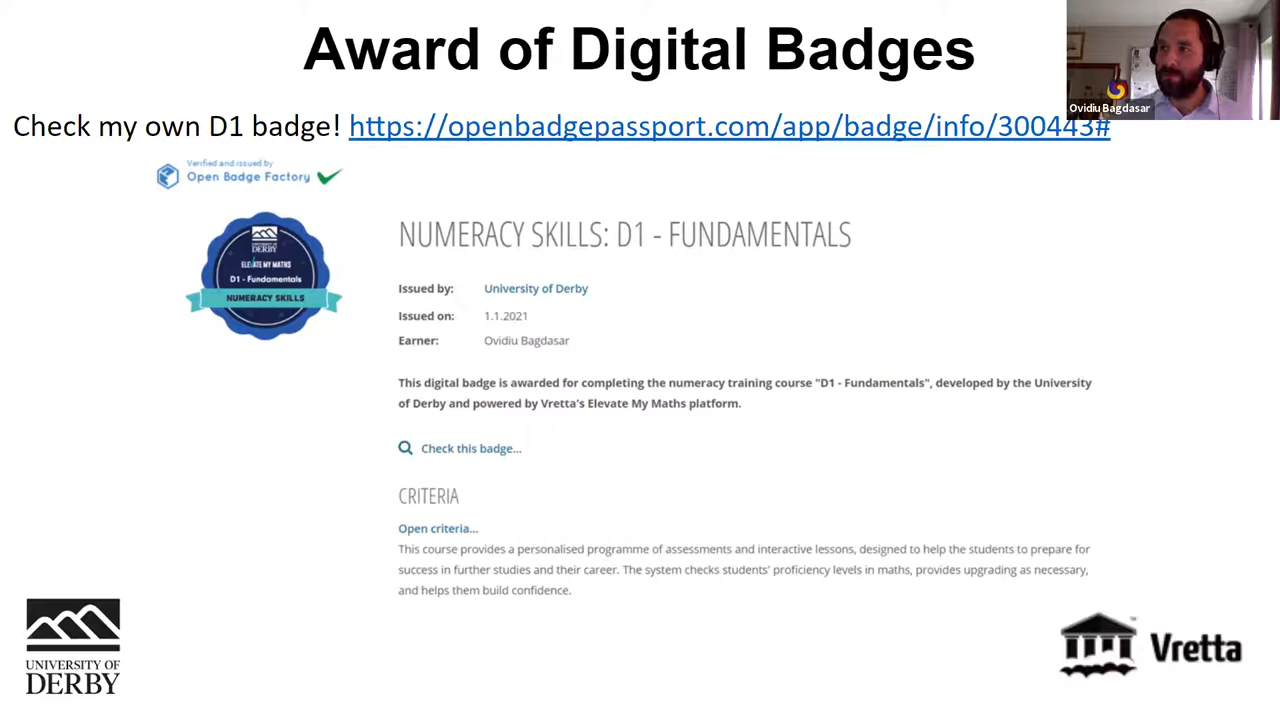 Award of Digital Badges
Ovidiu Bagdasar
Check my own D1 badge! https://openbadgepassport.com/app/badge/info/300443#
Verified and issued by
Open Badge Factory
UNIVERSITY OF
DERBY
ELEVATE MY MATHS
D1 - Fundamentals
NUMERACY SKILLS
NUMERACY SKILLS: D1 - FUNDAMENTALS
Issued by: University of Derby
Issued on: 1.1.2021
Earner: Ovidiu Bagdasar
This digital badge is awarded for completing the numeracy training course "D1 - Fundamentals", developed by the University
of Derby and powered by Vretta's Elevate My Maths platform.
Check this badge...
CRITERIA
Open criteria...
This course provides a personalised programme of assessments and interactive lessons, designed to help the students to prepare for
success in further studies and their career. The system checks students' proficiency levels in maths, provides upgrading as necessary,
and helps them build confidence.
UNIVERSITY OF
DERBY
Vretta
TM